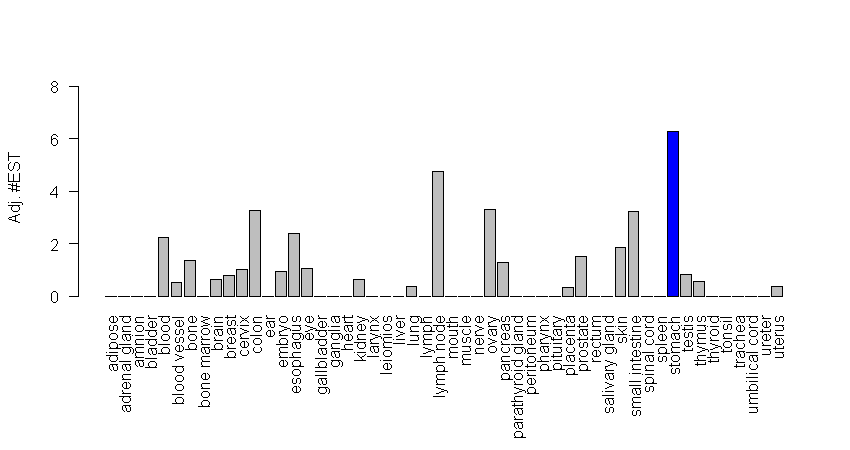 Adj. #EST
8
6
4
2
0
adipose
adrenal gland
amnion
bladder
blood
blood vessel
bone
bone marrow
brain
breast
cervix
colon
ear
embryo
esophagus
eye
gallbladder
ganglia
heart
kidney
larynx
leiomios
liver
lung
lymph
lymph node
mouth
muscle
nerve
ovary
pancreas
parathyroid gland
peritoneum
pharynx
pituitary
placenta
prostate
rectum
salivary gland
skin
small intestine
spinal cord
spleen
stomach
testis
thymus
thyroid
tonsil
trachea
umbilical cord
ureter
uterus